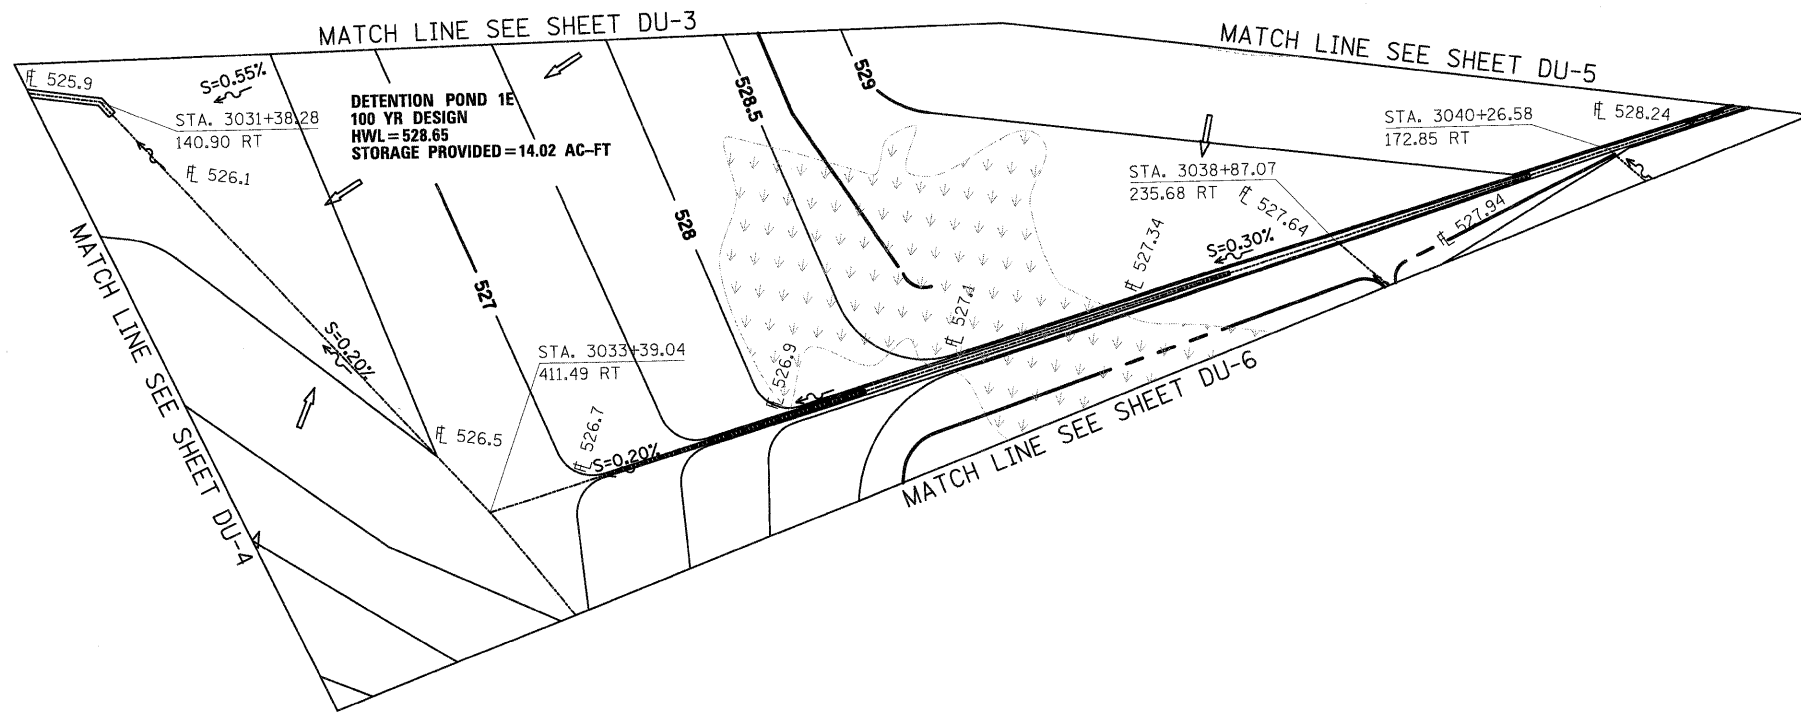 MATCH LINE SEE SHEET DU-3
MATCH LINE SEE SHEET DU-5
℄ 525.9
S=0.55%
STA. 3031+38.28
140.90 RT
DETENTION POND 1E
100 YR DESIGN
HWL=528.65
STORAGE PROVIDED=14.02 AC-FT
528.5
529
STA. 3040+26.58
172.85 RT
℄ 528.24
℄ 526.1
STA. 3038+87.07
235.68 RT
℄ 527.64
℄ 527.94
528
S=0.30%
℄ 527.34
527
℄ 527.1
MATCH LINE SEE SHEET DU-4
S=0.20%
STA. 3033+39.04
411.49 RT
℄ 526.9
℄ 526.5
℄ 526.7
S=0.20%
MATCH LINE SEE SHEET DU-6